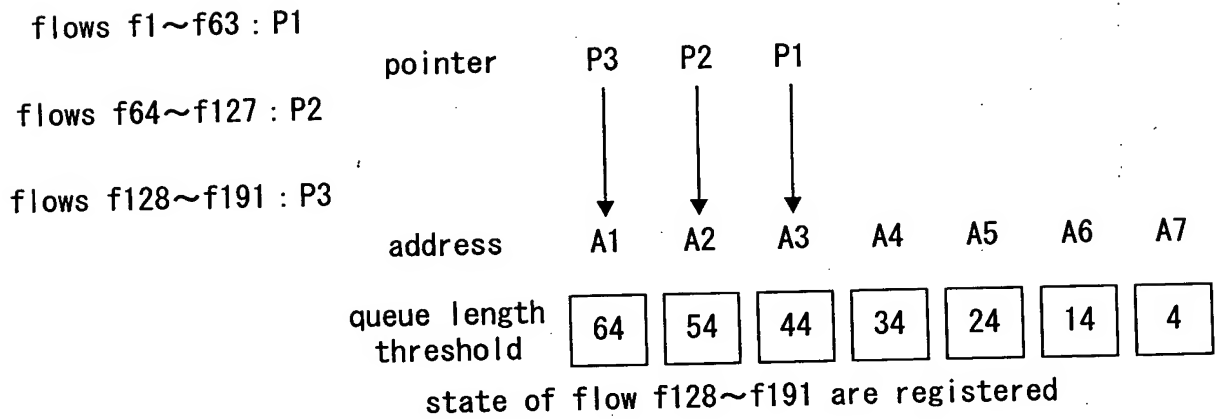 flows f1～f63 : P1
pointer P3 P2 P1
flows f64～f127 : P2
flows f128～f191 : P3
address A1 A2 A3 A4 A5 A6 A7
queue length threshold
64 54 44 34 24 14 4
state of flow f128～f191 are registered